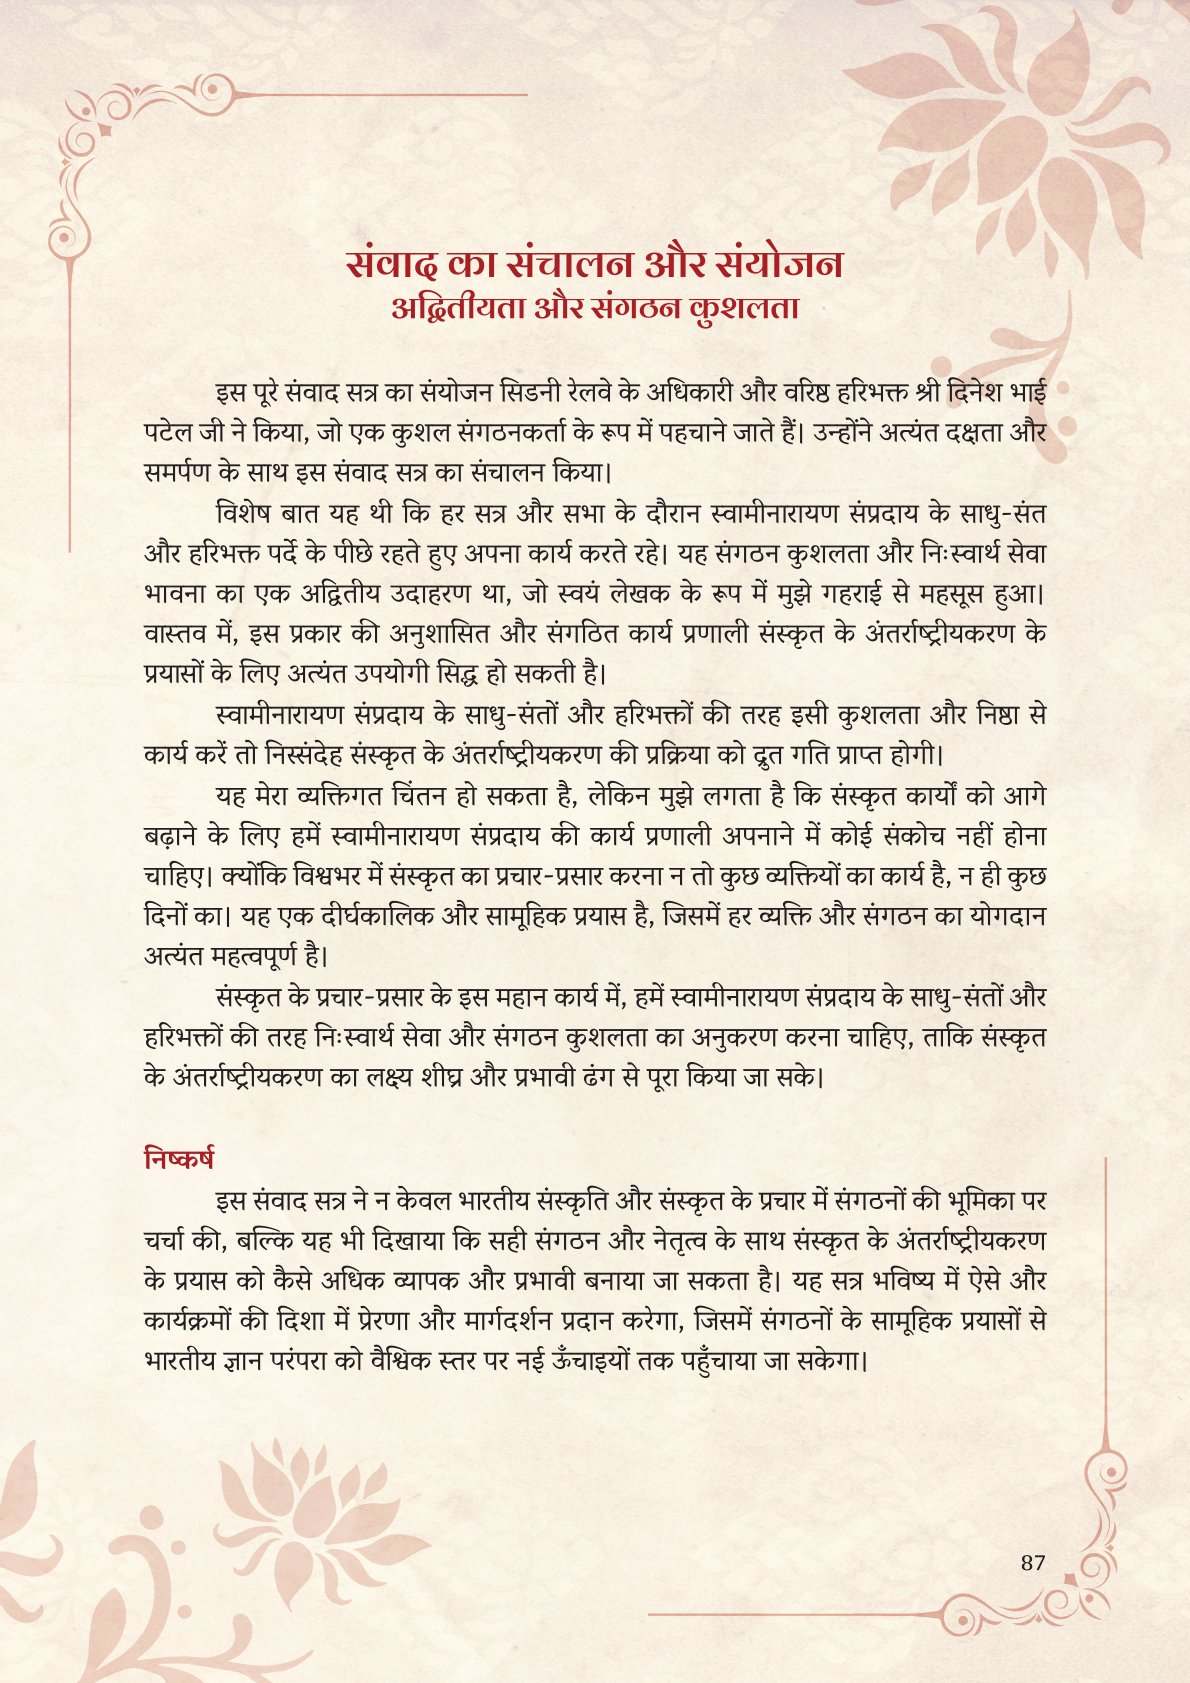 संवाद का संचालन और संयोजन
अद्वितीयता और संगठन कुशलता
इस पूरे संवाद सत्र का संयोजन सिडनी रेलवे के अधिकारी और वरिष्ठ हरिभक्त श्री दिनेश भाई
पटेल जी ने किया, जो एक कुशल संगठनकर्ता के रूप में पहचाने जाते हैं। उन्होंने अत्यंत दक्षता और
समर्पण के साथ इस संवाद सत्र का संचालन किया।
विशेष बात यह थी कि हर सत्र और सभा के दौरान स्वामीनारायण संप्रदाय के साधु-संत
और हरिभक्त पर्दे के पीछे रहते हुए अपना कार्य करते रहे। यह संगठन कुशलता और निःस्वार्थ सेवा
भावना का एक अद्वितीय उदाहरण था, जो स्वयं लेखक के रूप में मुझे गहराई से महसूस हुआ।
वास्तव में, इस प्रकार की अनुशासित और संगठित कार्य प्रणाली संस्कृत के अंतर्राष्ट्रीयकरण के
प्रयासों के लिए अत्यंत उपयोगी सिद्ध हो सकती है।
स्वामीनारायण संप्रदाय के साधु-संतों और हरिभक्तों की तरह इसी कुशलता और निष्ठा से
कार्य करें तो निस्संदेह संस्कृत के अंतर्राष्ट्रीयकरण की प्रक्रिया को द्रुत गति प्राप्त होगी।
यह मेरा व्यक्तिगत चिंतन हो सकता है, लेकिन मुझे लगता है कि संस्कृत कार्यों को आगे
बढ़ाने के लिए हमें स्वामीनारायण संप्रदाय की कार्य प्रणाली अपनाने में कोई संकोच नहीं होना
चाहिए। क्योंकि विश्वभर में संस्कृत का प्रचार-प्रसार करना न तो कुछ व्यक्तियों का कार्य है, न ही कुछ
दिनों का। यह एक दीर्घकालिक और सामूहिक प्रयास है, जिसमें हर व्यक्ति और संगठन का योगदान
अत्यंत महत्वपूर्ण है।
संस्कृत के प्रचार-प्रसार के इस महान कार्य में, हमें स्वामीनारायण संप्रदाय के साधु-संतों और
हरिभक्तों की तरह निःस्वार्थ सेवा और संगठन कुशलता का अनुकरण करना चाहिए, ताकि संस्कृत
के अंतर्राष्ट्रीयकरण का लक्ष्य शीघ्र और प्रभावी ढंग से पूरा किया जा सके।
निष्कर्ष
इस संवाद सत्र ने न केवल भारतीय संस्कृति और संस्कृत के प्रचार में संगठनों की भूमिका पर
चर्चा की, बल्कि यह भी दिखाया कि सही संगठन और नेतृत्व के साथ संस्कृत के अंतर्राष्ट्रीयकरण
के प्रयास को कैसे अधिक व्यापक और प्रभावी बनाया जा सकता है। यह सत्र भविष्य में ऐसे और
कार्यक्रमों की दिशा में प्रेरणा और मार्गदर्शन प्रदान करेगा, जिसमें संगठनों के सामूहिक प्रयासों से
भारतीय ज्ञान परंपरा को वैश्विक स्तर पर नई ऊँचाइयों तक पहुँचाया जा सकेगा।
87